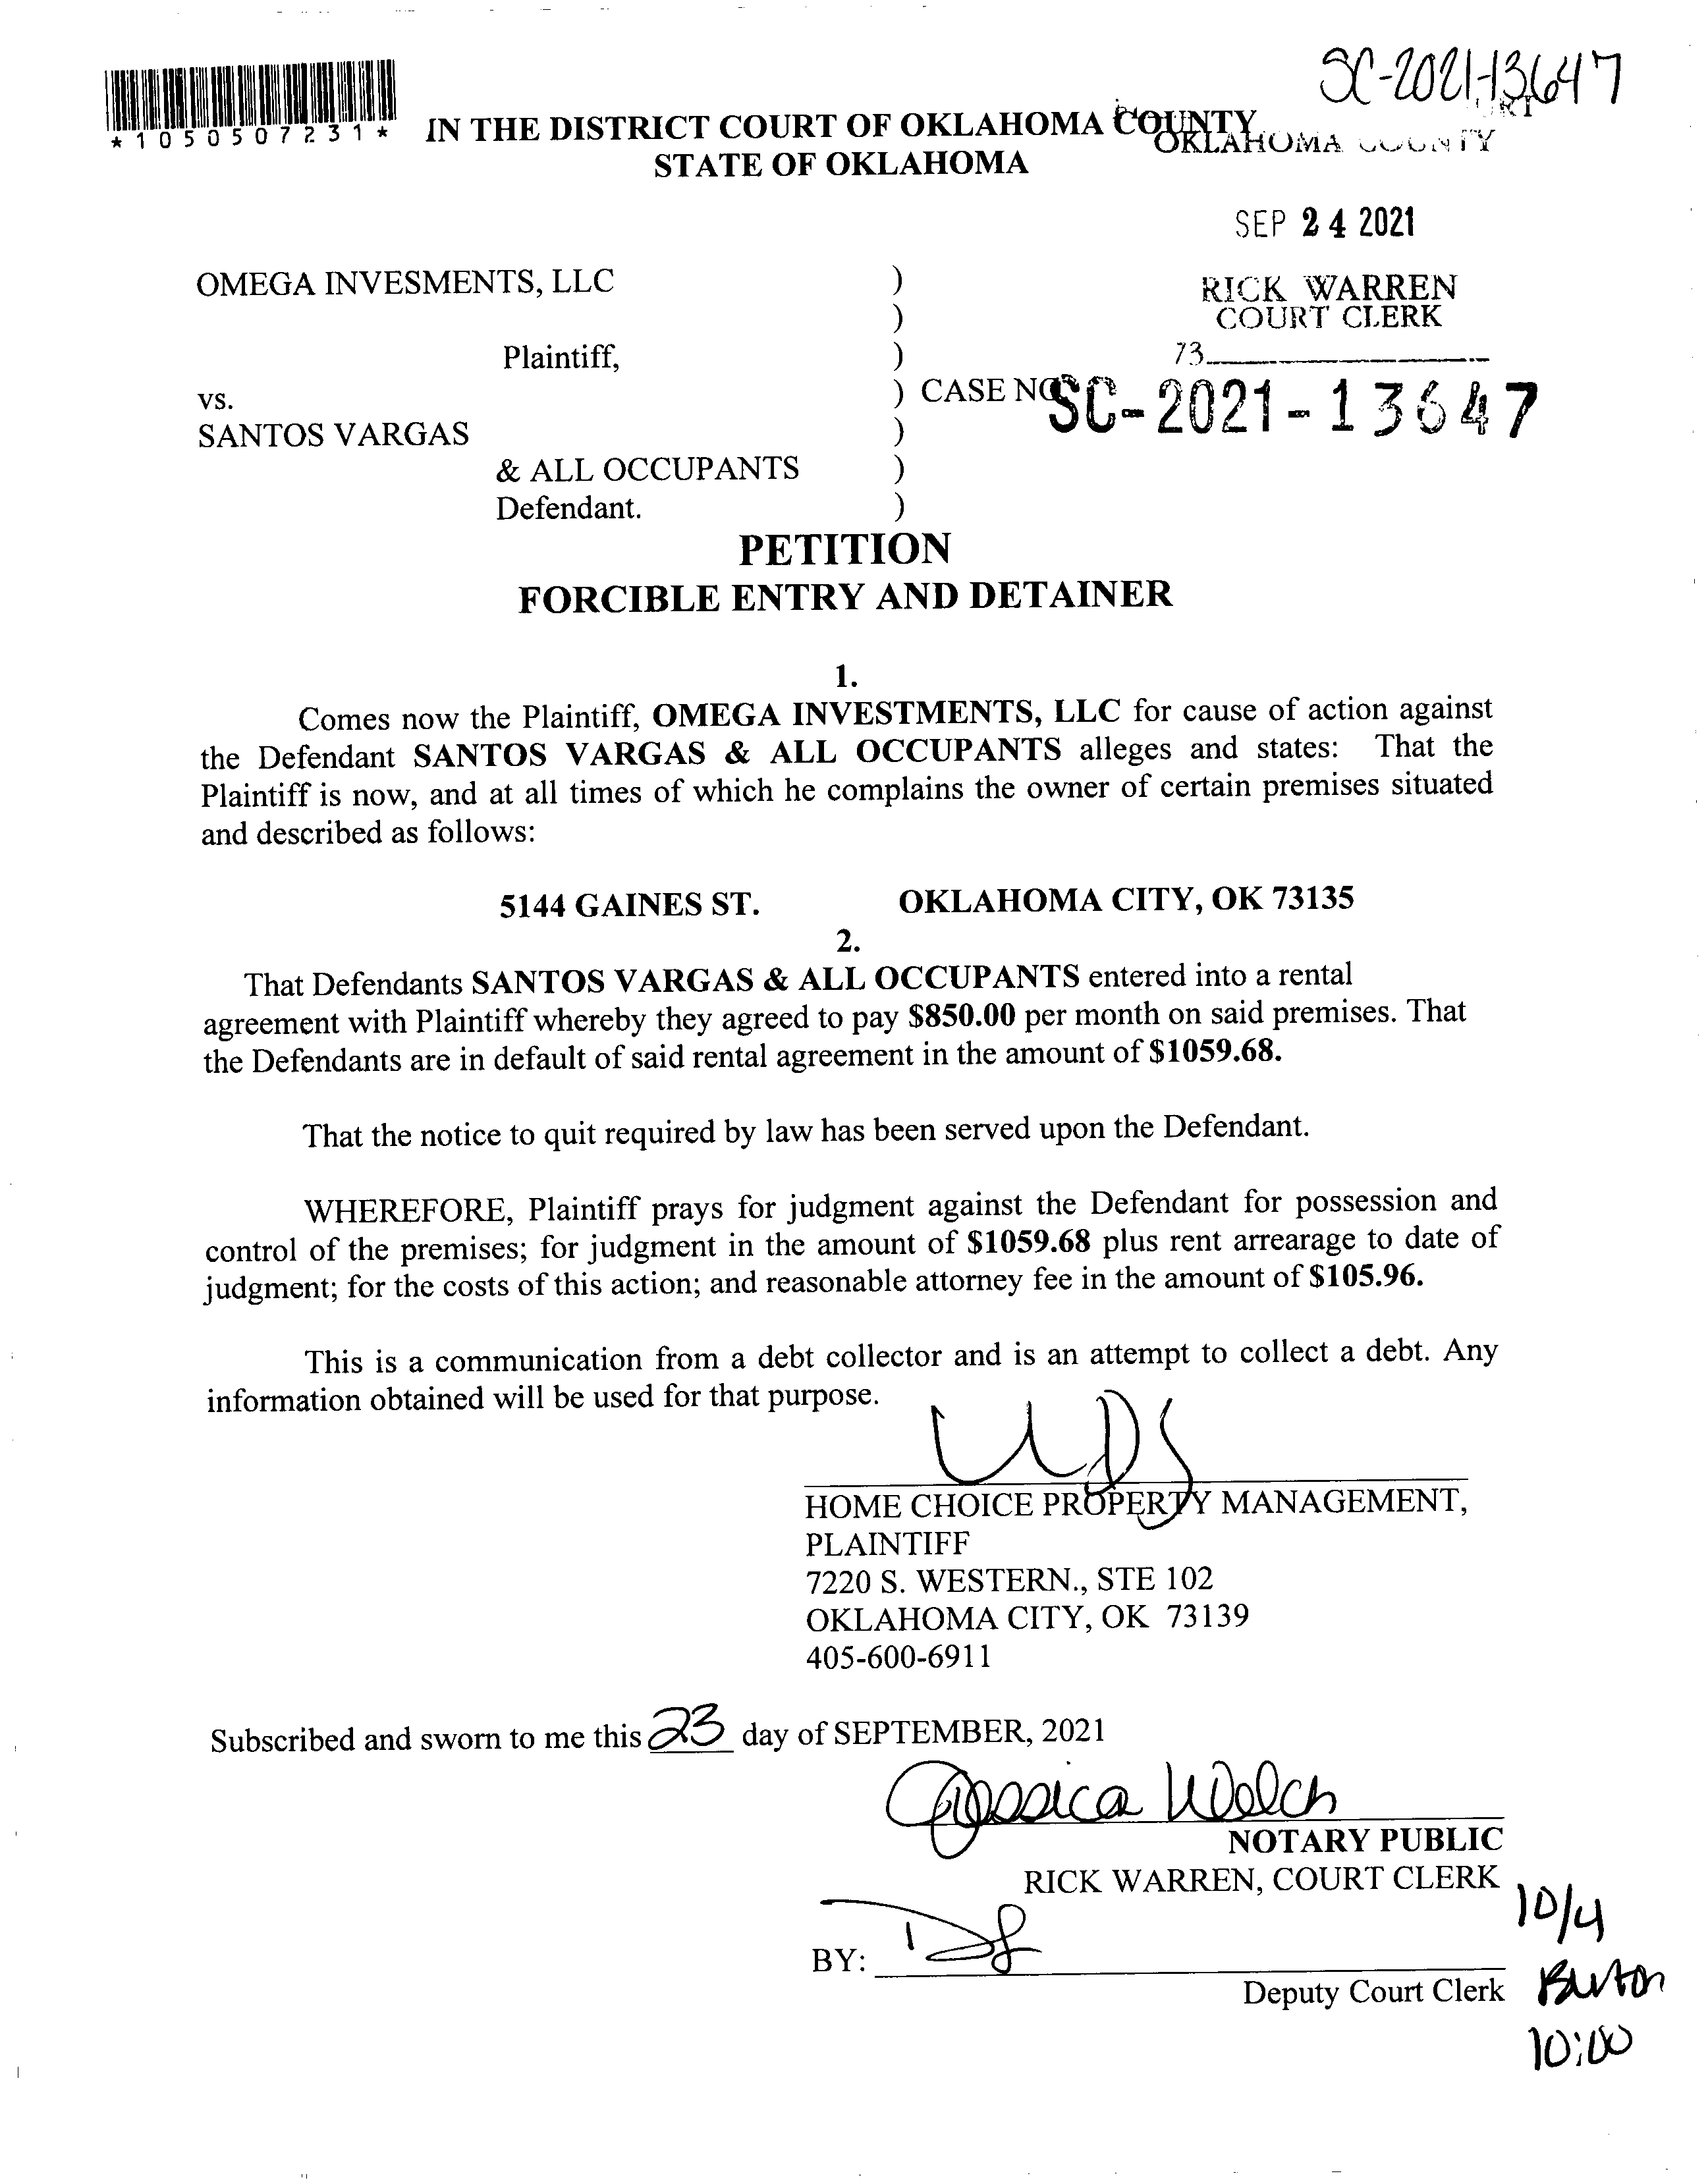 SC-2021-13647
*1050507231*
IN THE DISTRICT COURT OF OKLAHOMA COUNTY
OKLAHOMA COUNTY
STATE OF OKLAHOMA
SEP 24 2021
OMEGA INVESMENTS, LLC )
RICK WARREN
COURT CLERK
)
Plaintiff, )
73
vs. ) CASE NO SC-2021-13647
SANTOS VARGAS )
& ALL OCCUPANTS )
Defendant. )
PETITION
FORCIBLE ENTRY AND DETAINER
1.
Comes now the Plaintiff, OMEGA INVESTMENTS, LLC for cause of action against
the Defendant SANTOS VARGAS & ALL OCCUPANTS alleges and states: That the
Plaintiff is now, and at all times of which he complains the owner of certain premises situated
and described as follows:
5144 GAINES ST. OKLAHOMA CITY, OK 73135
2.
That Defendants SANTOS VARGAS & ALL OCCUPANTS entered into a rental
agreement with Plaintiff whereby they agreed to pay $850.00 per month on said premises. That
the Defendants are in default of said rental agreement in the amount of $1059.68.
That the notice to quit required by law has been served upon the Defendant.
WHEREFORE, Plaintiff prays for judgment against the Defendant for possession and
control of the premises; for judgment in the amount of $1059.68 plus rent arrearage to date of
judgment; for the costs of this action; and reasonable attorney fee in the amount of $105.96.
This is a communication from a debt collector and is an attempt to collect a debt. Any
information obtained will be used for that purpose.
HOME CHOICE PROPERTY MANAGEMENT,
PLAINTIFF
7220 S. WESTERN., STE 102
OKLAHOMA CITY, OK 73139
405-600-6911
Subscribed and sworn to me this 23 day of SEPTEMBER, 2021
Jessica Welch
NOTARY PUBLIC
RICK WARREN, COURT CLERK
10/4
BY:
Deputy Court Clerk
Burton
10:00